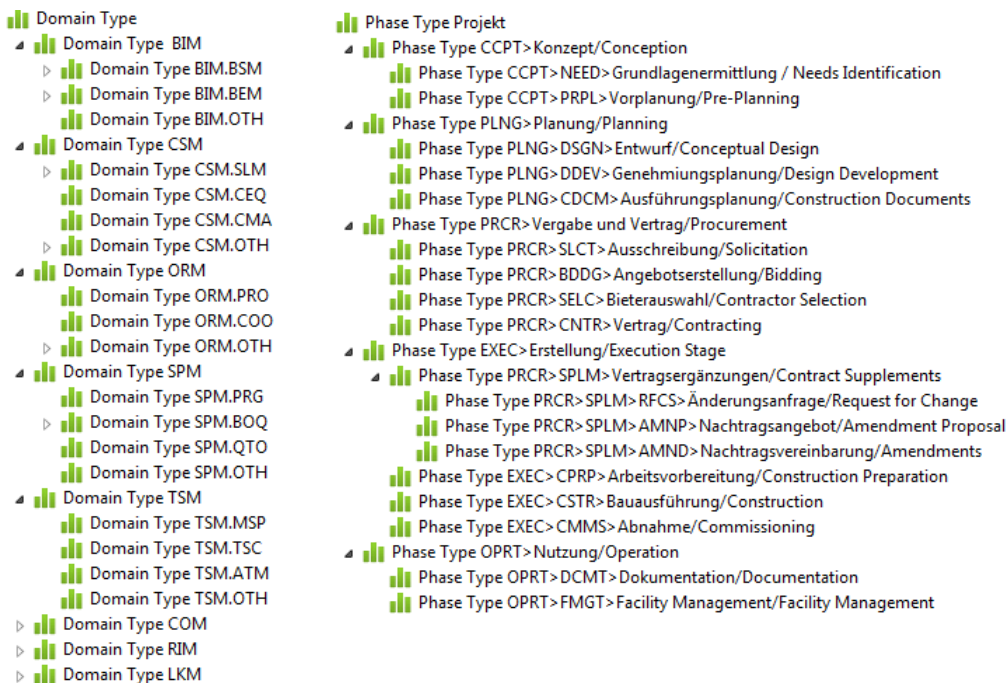 Domain Type
Domain Type BIM
Domain Type BIM.BSM
Domain Type BIM.BEM
Domain Type BIM.OTH
Domain Type CSM
Domain Type CSM.SLM
Domain Type CSM.CEQ
Domain Type CSM.CMA
Domain Type CSM.OTH
Domain Type ORM
Domain Type ORM.PRO
Domain Type ORM.COO
Domain Type ORM.OTH
Domain Type SPM
Domain Type SPM.PRG
Domain Type SPM.BOQ
Domain Type SPM.QTO
Domain Type SPM.OTH
Domain Type TSM
Domain Type TSM.MSP
Domain Type TSM.TSC
Domain Type TSM.ATM
Domain Type TSM.OTH
Domain Type COM
Domain Type RIM
Domain Type LKM
Phase Type Projekt
Phase Type CCPT>Konzept/Conception
Phase Type CCPT>NEED>Grundlagenermittlung / Needs Identification
Phase Type CCPT>PRPL>Vorplanung/Pre-Planning
Phase Type PLNG>Planung/Planning
Phase Type PLNG>DSGN>Entwurf/Conceptual Design
Phase Type PLNG>DDEV>Genehmiungsplanung/Design Development
Phase Type PLNG>CDCM>Ausführungsplanung/Construction Documents
Phase Type PRCR>Vergabe und Vertrag/Procurement
Phase Type PRCR>SLCT>Ausschreibung/Solicitation
Phase Type PRCR>BDDG>Angebotserstellung/Bidding
Phase Type PRCR>SELC>Bieterauswahl/Contractor Selection
Phase Type PRCR>CNTR>Vertrag/Contracting
Phase Type EXEC>Erstellung/Execution Stage
Phase Type PRCR>SPLM>Vertragsergänzungen/Contract Supplements
Phase Type PRCR>SPLM>RFCS>Änderungsanfrage/Request for Change
Phase Type PRCR>SPLM>AMNP>Nachtragsangebot/Amendment Proposal
Phase Type PRCR>SPLM>AMND>Nachtragsvereinbarung/Amendments
Phase Type EXEC>CPRP>Arbeitsvorbereitung/Construction Preparation
Phase Type EXEC>CSTR>Bauausführung/Construction
Phase Type EXEC>CMMS>Abnahme/Commissioning
Phase Type OPRT>Nutzung/Operation
Phase Type OPRT>DCMT>Dokumentation/Documentation
Phase Type OPRT>FMGT>Facility Management/Facility Management